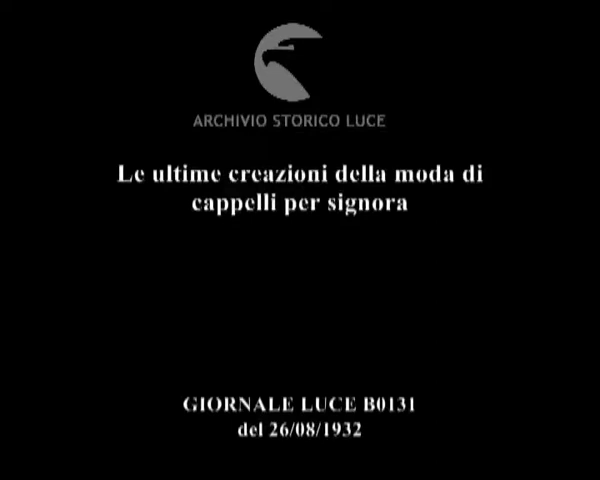 ARCHIVIO STORICO LUCE
Le ultime creazioni della moda di
cappelli per signora
GIORNALE LUCE B0131
del 26/08/1932